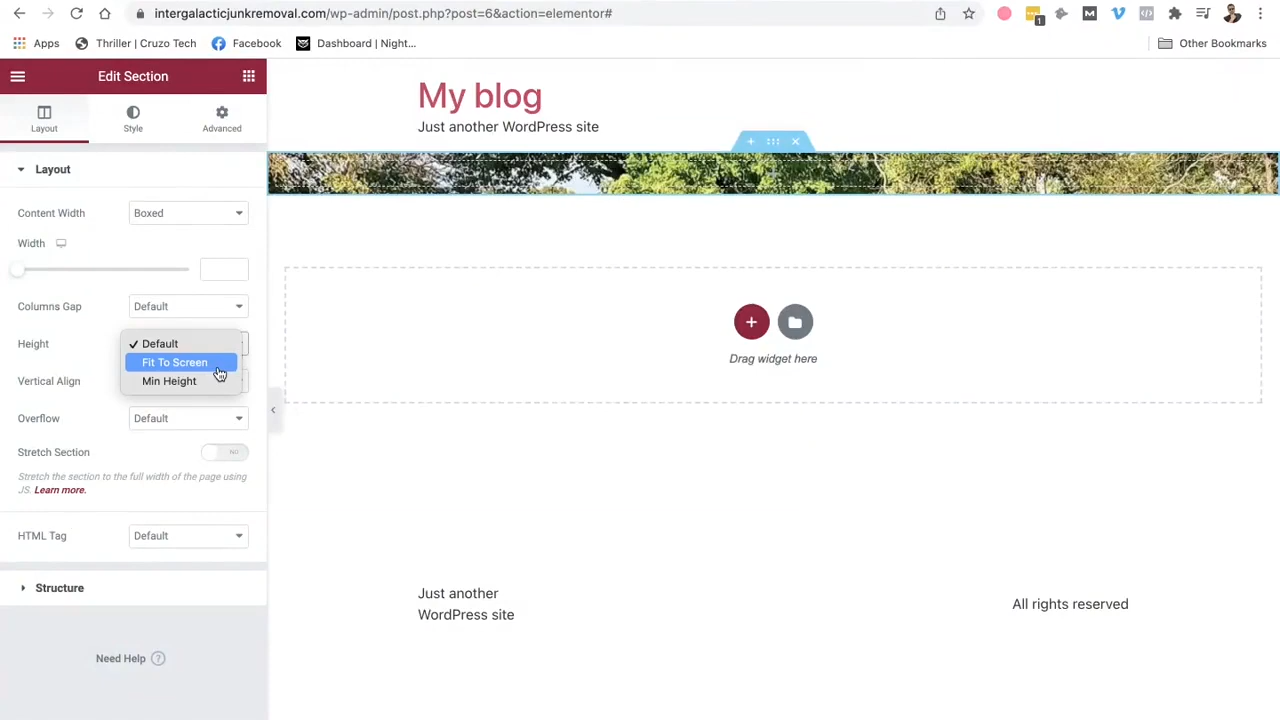 intergalacticjunkremoval.com/wp-admin/post.php?post=6&action=elementor#
1
Apps
Thriller | Cruzo Tech
Facebook
Dashboard | Night...
Other Bookmarks
Edit Section
Layout
Style
Advanced
Layout
Content Width
Boxed
Width
Columns Gap
Default
Height
Default
Fit To Screen
Min Height
Vertical Align
Overflow
Default
Stretch Section
NO
Stretch the section to the full width of the page using
JS. Learn more.
HTML Tag
Default
Structure
Need Help ?
My blog
Just another WordPress site
Drag widget here
Just another
WordPress site
All rights reserved